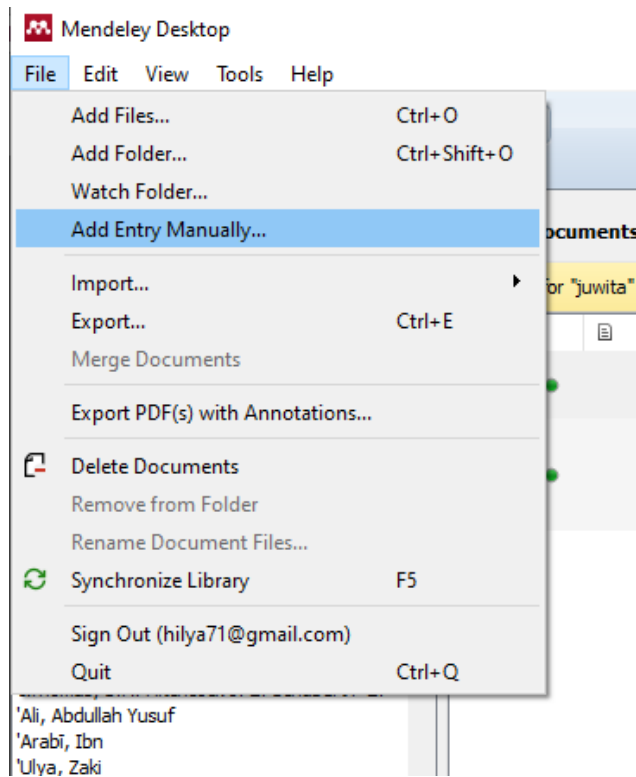 Mendeley Desktop
File Edit View Tools Help
Add Files... Ctrl+O
Add Folder... Ctrl+Shift+O
Watch Folder...
Add Entry Manually...
ocuments
Import...
for "juwita"
Export... Ctrl+E
Merge Documents
Export PDF(s) with Annotations...
Delete Documents
Remove from Folder
Rename Document Files...
Synchronize Library F5
Sign Out (hilya71@gmail.com)
Quit Ctrl+Q
'Ali, Abdullah Yusuf
'Arabī, Ibn
'Ulya, Zaki